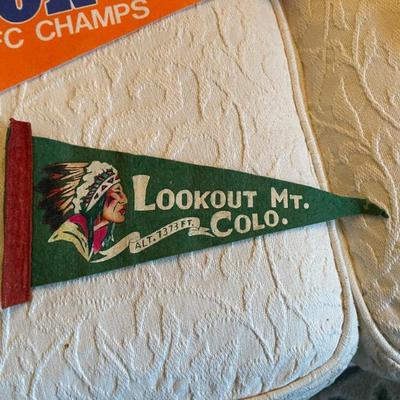 FC CHAMPS
LOOKOUT MT.
COLO.
ALT. 7373 FT.